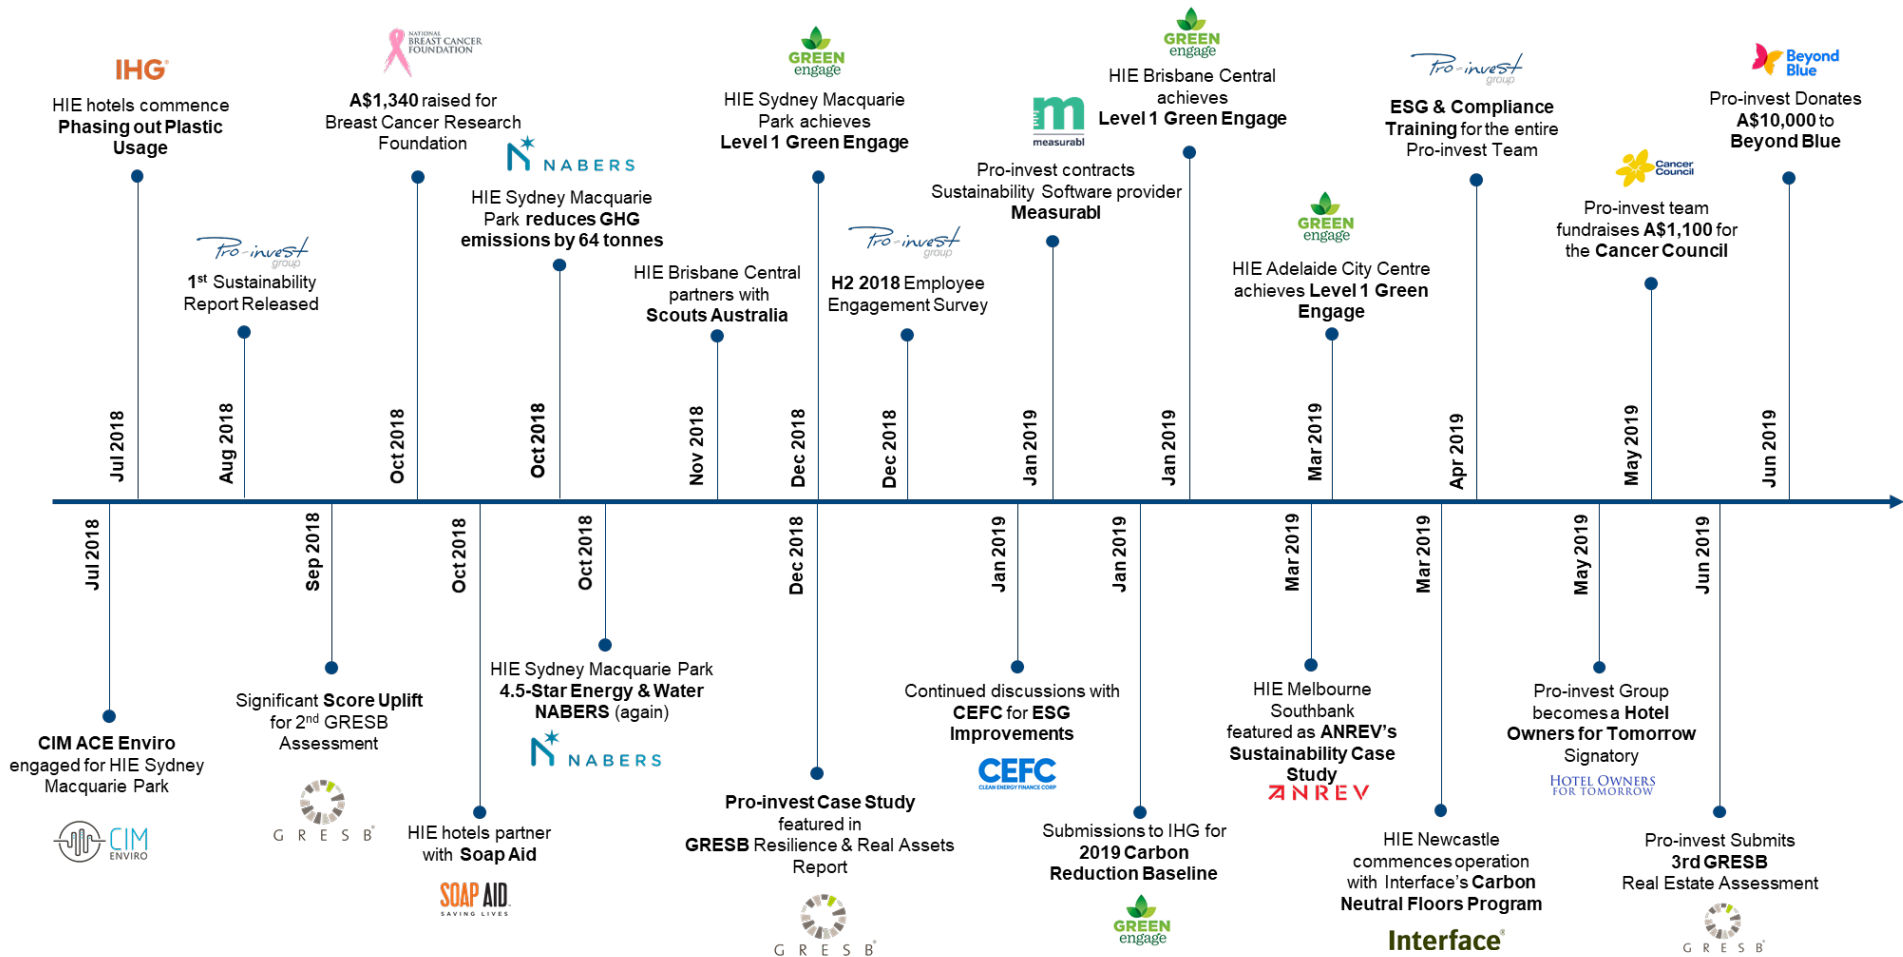 IHG®
HIE hotels commence
Phasing out Plastic
Usage
Jul 2018
Pro-invest
group
1st Sustainability
Report Released
Aug 2018
NATIONAL
BREAST CANCER
FOUNDATION
A$1,340 raised for
Breast Cancer Research
Foundation
Oct 2018
NABERS
HIE Sydney Macquarie
Park reduces GHG
emissions by 64 tonnes
Oct 2018
HIE Brisbane Central
partners with
Scouts Australia
Nov 2018
GREEN
engage
HIE Sydney Macquarie
Park achieves
Level 1 Green Engage
Dec 2018
Pro-invest
group
H2 2018 Employee
Engagement Survey
Dec 2018
m
measurabl
Pro-invest contracts
Sustainability Software provider
Measurabl
Jan 2019
GREEN
engage
HIE Brisbane Central
achieves
Level 1 Green Engage
Jan 2019
GREEN
engage
HIE Adelaide City Centre
achieves Level 1 Green
Engage
Mar 2019
Pro-invest
group
ESG & Compliance
Training for the entire
Pro-invest Team
Apr 2019
Cancer
Council
Pro-invest team
fundraises A$1,100 for
the Cancer Council
May 2019
Beyond
Blue
Pro-invest Donates
A$10,000 to
Beyond Blue
Jun 2019
Jul 2018
CIM ACE Enviro
engaged for HIE Sydney
Macquarie Park
CIM
ENVIRO
Sep 2018
Significant Score Uplift
for 2nd GRESB
Assessment
GRESB®
Oct 2018
HIE hotels partner
with Soap Aid
SOAP AID
SAVING LIVES
Oct 2018
HIE Sydney Macquarie Park
4.5-Star Energy & Water
NABERS (again)
NABERS
Dec 2018
Pro-invest Case Study
featured in
GRESB Resilience & Real Assets
Report
GRESB®
Jan 2019
Continued discussions with
CEFC for ESG
Improvements
CEFC
CLEAN ENERGY FINANCE CORP
Jan 2019
Submissions to IHG for
2019 Carbon
Reduction Baseline
GREEN
engage
Mar 2019
HIE Melbourne
Southbank
featured as ANREV’s
Sustainability Case
Study
ANREV
Mar 2019
HIE Newcastle
commences operation
with Interface’s Carbon
Neutral Floors Program
Interface®
May 2019
Pro-invest Group
becomes a Hotel
Owners for Tomorrow
Signatory
HOTEL OWNERS
FOR TOMORROW
Jun 2019
Pro-invest Submits
3rd GRESB
Real Estate Assessment
GRESB®